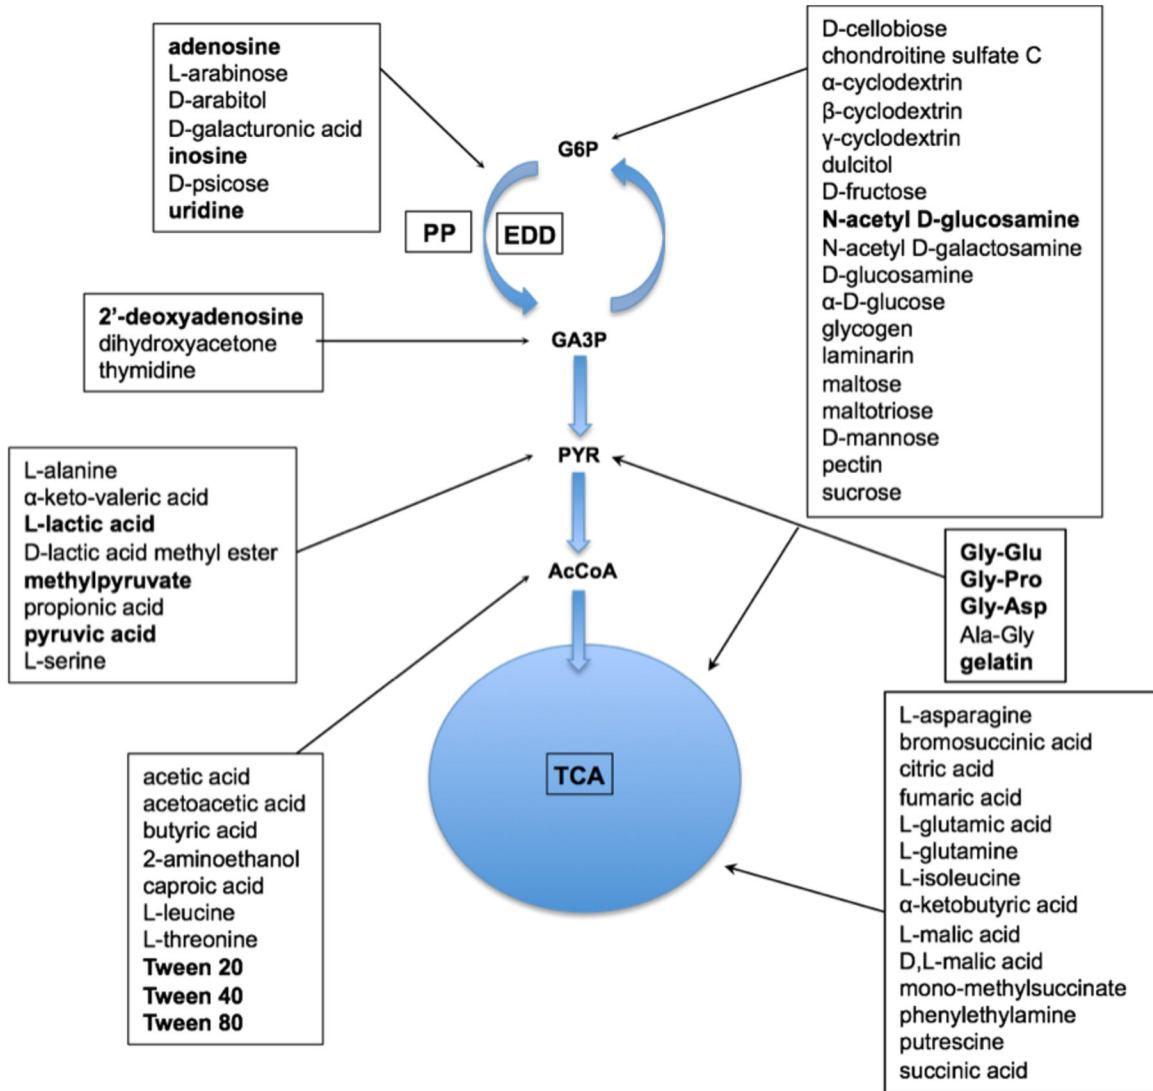 adenosine
L-arabinose
D-arabitol
D-galacturonic acid
inosine
D-psicose
uridine
D-cellobiose
chondroitine sulfate C
α-cyclodextrin
β-cyclodextrin
γ-cyclodextrin
dulcitol
D-fructose
N-acetyl D-glucosamine
N-acetyl D-galactosamine
D-glucosamine
α-D-glucose
glycogen
laminarin
maltose
maltotriose
D-mannose
pectin
sucrose
G6P
PP
EDD
2’-deoxyadenosine
dihydroxyacetone
thymidine
GA3P
L-alanine
α-keto-valeric acid
L-lactic acid
D-lactic acid methyl ester
methylpyruvate
propionic acid
pyruvic acid
L-serine
PYR
AcCoA
Gly-Glu
Gly-Pro
Gly-Asp
Ala-Gly
gelatin
acetic acid
acetoacetic acid
butyric acid
2-aminoethanol
caproic acid
L-leucine
L-threonine
Tween 20
Tween 40
Tween 80
TCA
L-asparagine
bromosuccinic acid
citric acid
fumaric acid
L-glutamic acid
L-glutamine
L-isoleucine
α-ketobutyric acid
L-malic acid
D,L-malic acid
mono-methylsuccinate
phenylethylamine
putrescine
succinic acid